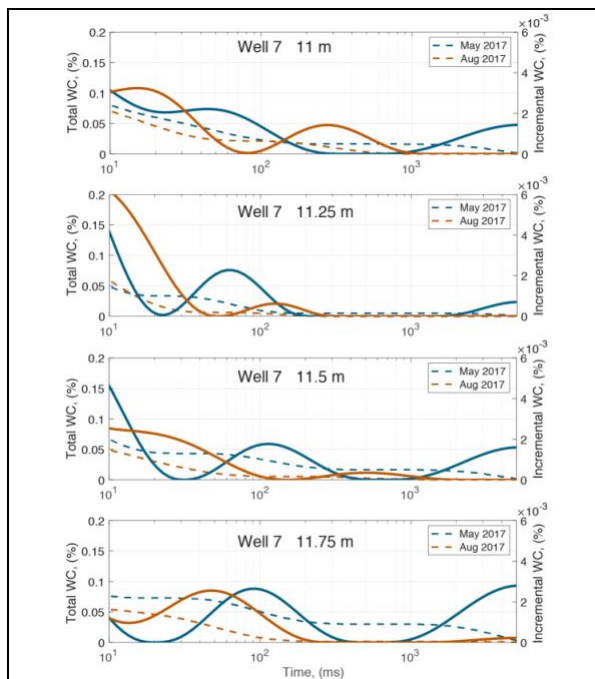 Well 7 11 m
×10⁻³
May 2017
Aug 2017
Total WC, (%)
Incremental WC, (%)
0.2
0.15
0.1
0.05
0
6
4
2
0
10¹ 10² 10³
Well 7 11.25 m
×10⁻³
May 2017
Aug 2017
Total WC, (%)
Incremental WC, (%)
0.2
0.15
0.1
0.05
0
6
4
2
0
10¹ 10² 10³
Well 7 11.5 m
×10⁻³
May 2017
Aug 2017
Total WC, (%)
Incremental WC, (%)
0.2
0.15
0.1
0.05
0
6
4
2
0
10¹ 10² 10³
Well 7 11.75 m
×10⁻³
May 2017
Aug 2017
Total WC, (%)
Incremental WC, (%)
0.2
0.15
0.1
0.05
0
6
4
2
0
10¹ 10² 10³
Time, (ms)